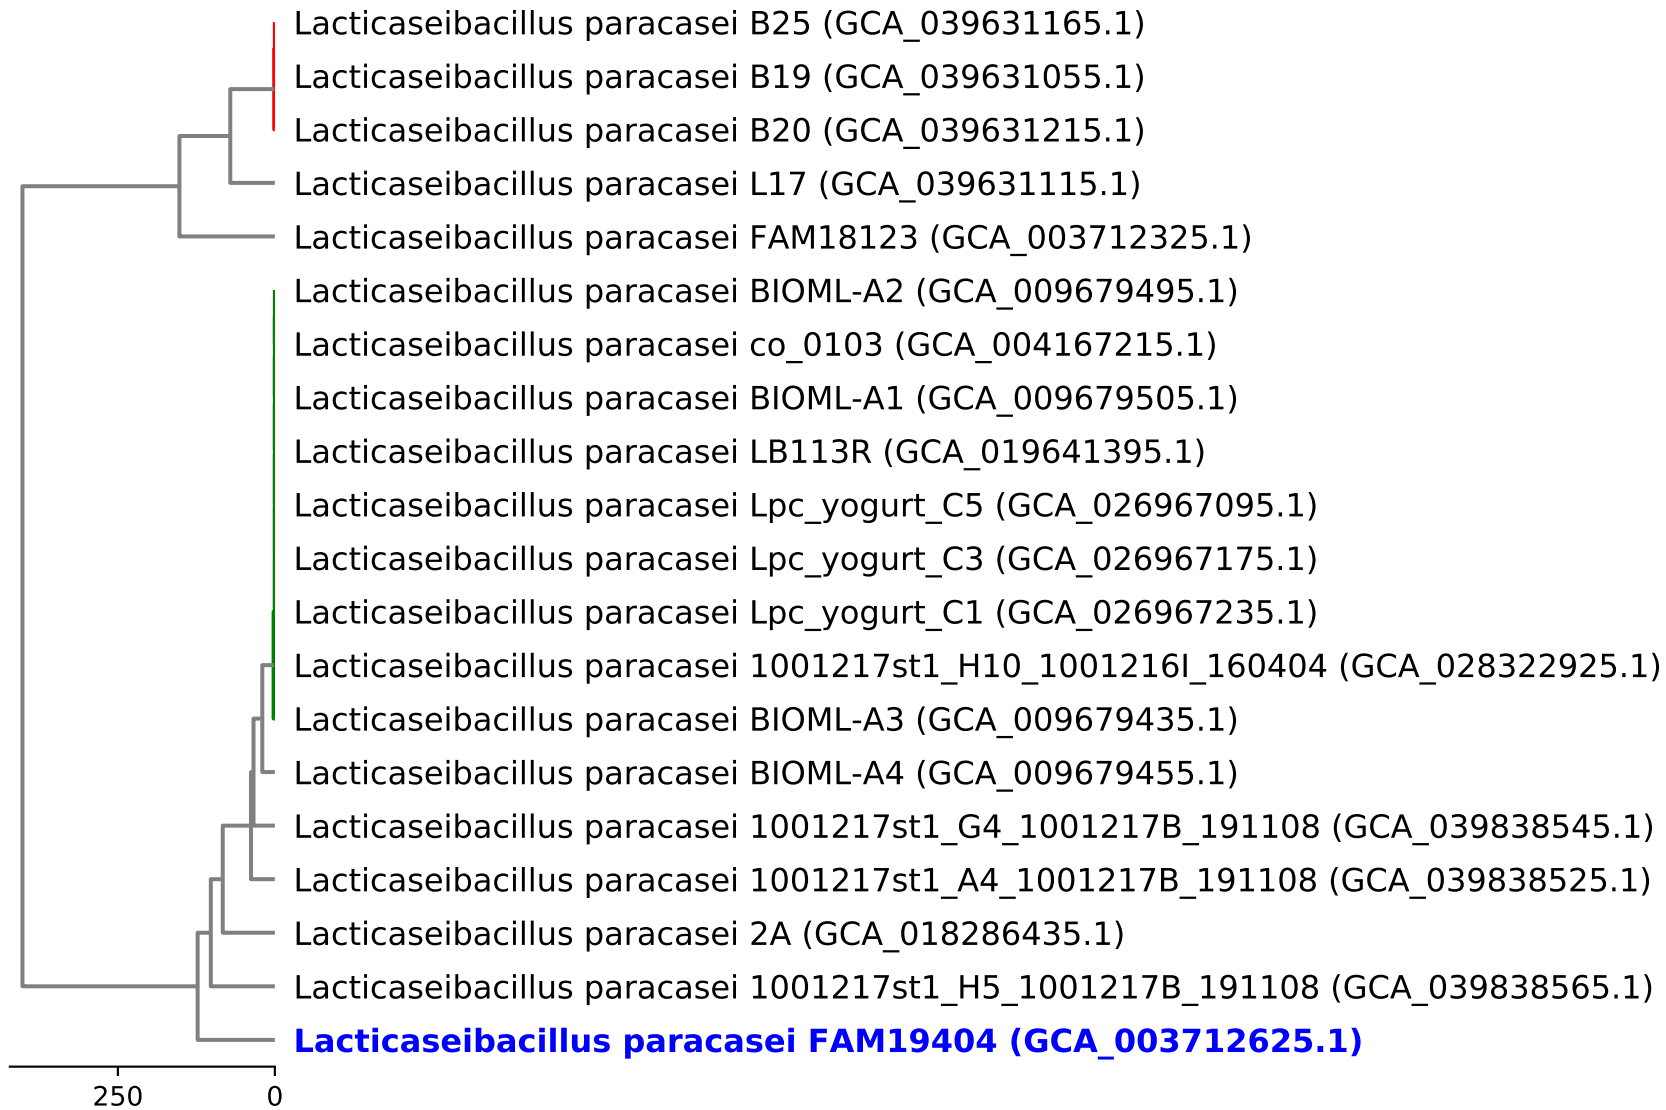 Lacticaseibacillus paracasei B25 (GCA_039631165.1)
Lacticaseibacillus paracasei B19 (GCA_039631055.1)
Lacticaseibacillus paracasei B20 (GCA_039631215.1)
Lacticaseibacillus paracasei L17 (GCA_039631115.1)
Lacticaseibacillus paracasei FAM18123 (GCA_003712325.1)
Lacticaseibacillus paracasei BIOML-A2 (GCA_009679495.1)
Lacticaseibacillus paracasei co_0103 (GCA_004167215.1)
Lacticaseibacillus paracasei BIOML-A1 (GCA_009679505.1)
Lacticaseibacillus paracasei LB113R (GCA_019641395.1)
Lacticaseibacillus paracasei Lpc_yogurt_C5 (GCA_026967095.1)
Lacticaseibacillus paracasei Lpc_yogurt_C3 (GCA_026967175.1)
Lacticaseibacillus paracasei Lpc_yogurt_C1 (GCA_026967235.1)
Lacticaseibacillus paracasei 1001217st1_H10_1001216I_160404 (GCA_028322925.1)
Lacticaseibacillus paracasei BIOML-A3 (GCA_009679435.1)
Lacticaseibacillus paracasei BIOML-A4 (GCA_009679455.1)
Lacticaseibacillus paracasei 1001217st1_G4_1001217B_191108 (GCA_039838545.1)
Lacticaseibacillus paracasei 1001217st1_A4_1001217B_191108 (GCA_039838525.1)
Lacticaseibacillus paracasei 2A (GCA_018286435.1)
Lacticaseibacillus paracasei 1001217st1_H5_1001217B_191108 (GCA_039838565.1)
Lacticaseibacillus paracasei FAM19404 (GCA_003712625.1)
250 0